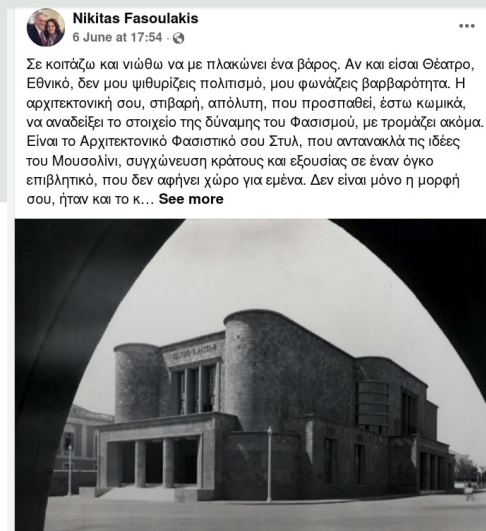 Nikitas Fasoulakis
6 June at 17:54 ·
Σε κοιτάζω και νιώθω να με πλακώνει ένα βάρος. Αν και είσαι Θέατρο,
Εθνικό, δεν μου ψιθυρίζεις πολιτισμό, μου φωνάζεις βαρβαρότητα. Η
αρχιτεκτονική σου, στιβαρή, απόλυτη, που προσπαθεί, έστω κωμικά,
να αναδείξει το στοιχείο της δύναμης του Φασισμού, με τρομάζει ακόμα.
Είναι το Αρχιτεκτονικό Φασιστικό σου Στυλ, που αντανακλά τις ιδέες
του Μουσολίνι, συγχώνευση κράτους και εξουσίας σε έναν όγκο
επιβλητικό, που δεν αφήνει χώρο για εμένα. Δεν είναι μόνο η μορφή
σου, ήταν και το κ... See more